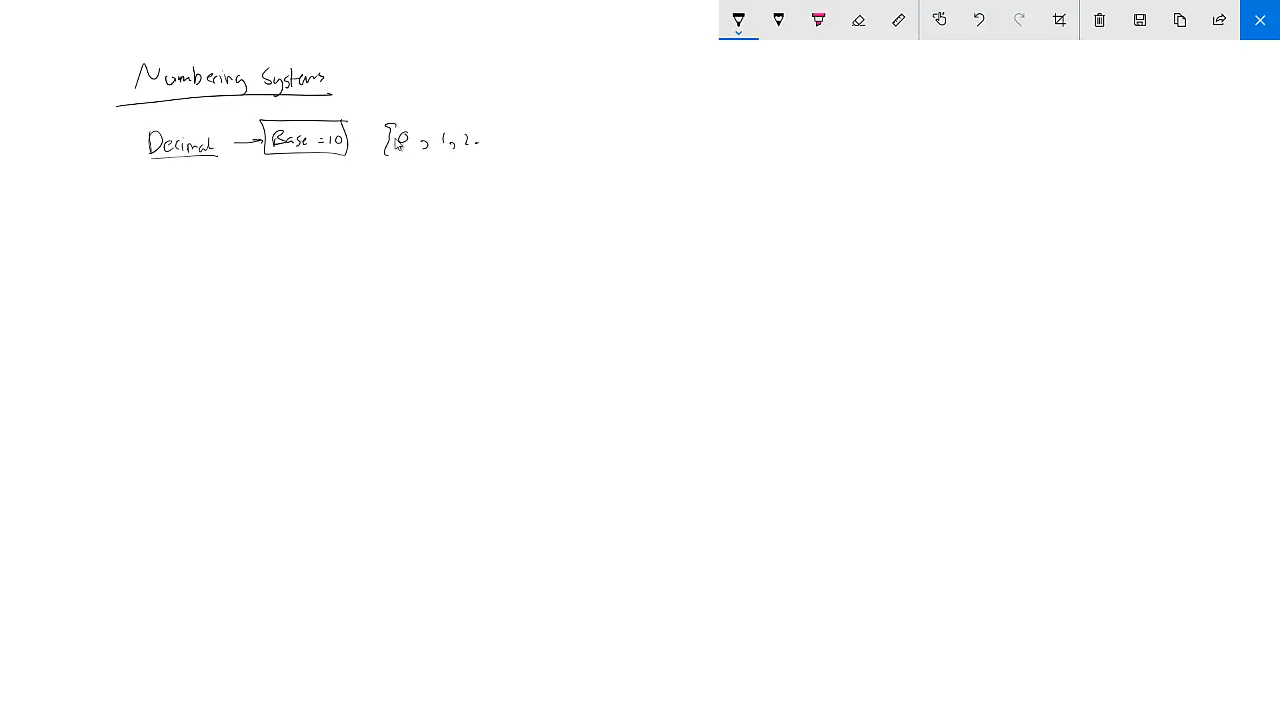 Numbering Systems
Decimal → Base = 10 {0, 1, 2.